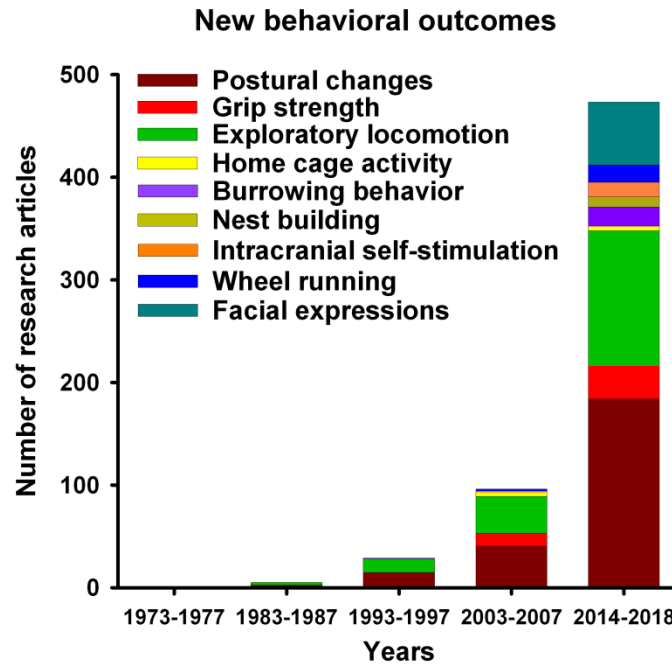 New behavioral outcomes
500
400
300
200
100
0
Number of research articles
Postural changes
Grip strength
Exploratory locomotion
Home cage activity
Burrowing behavior
Nest building
Intracranial self-stimulation
Wheel running
Facial expressions
1973-1977 1983-1987 1993-1997 2003-2007 2014-2018
Years